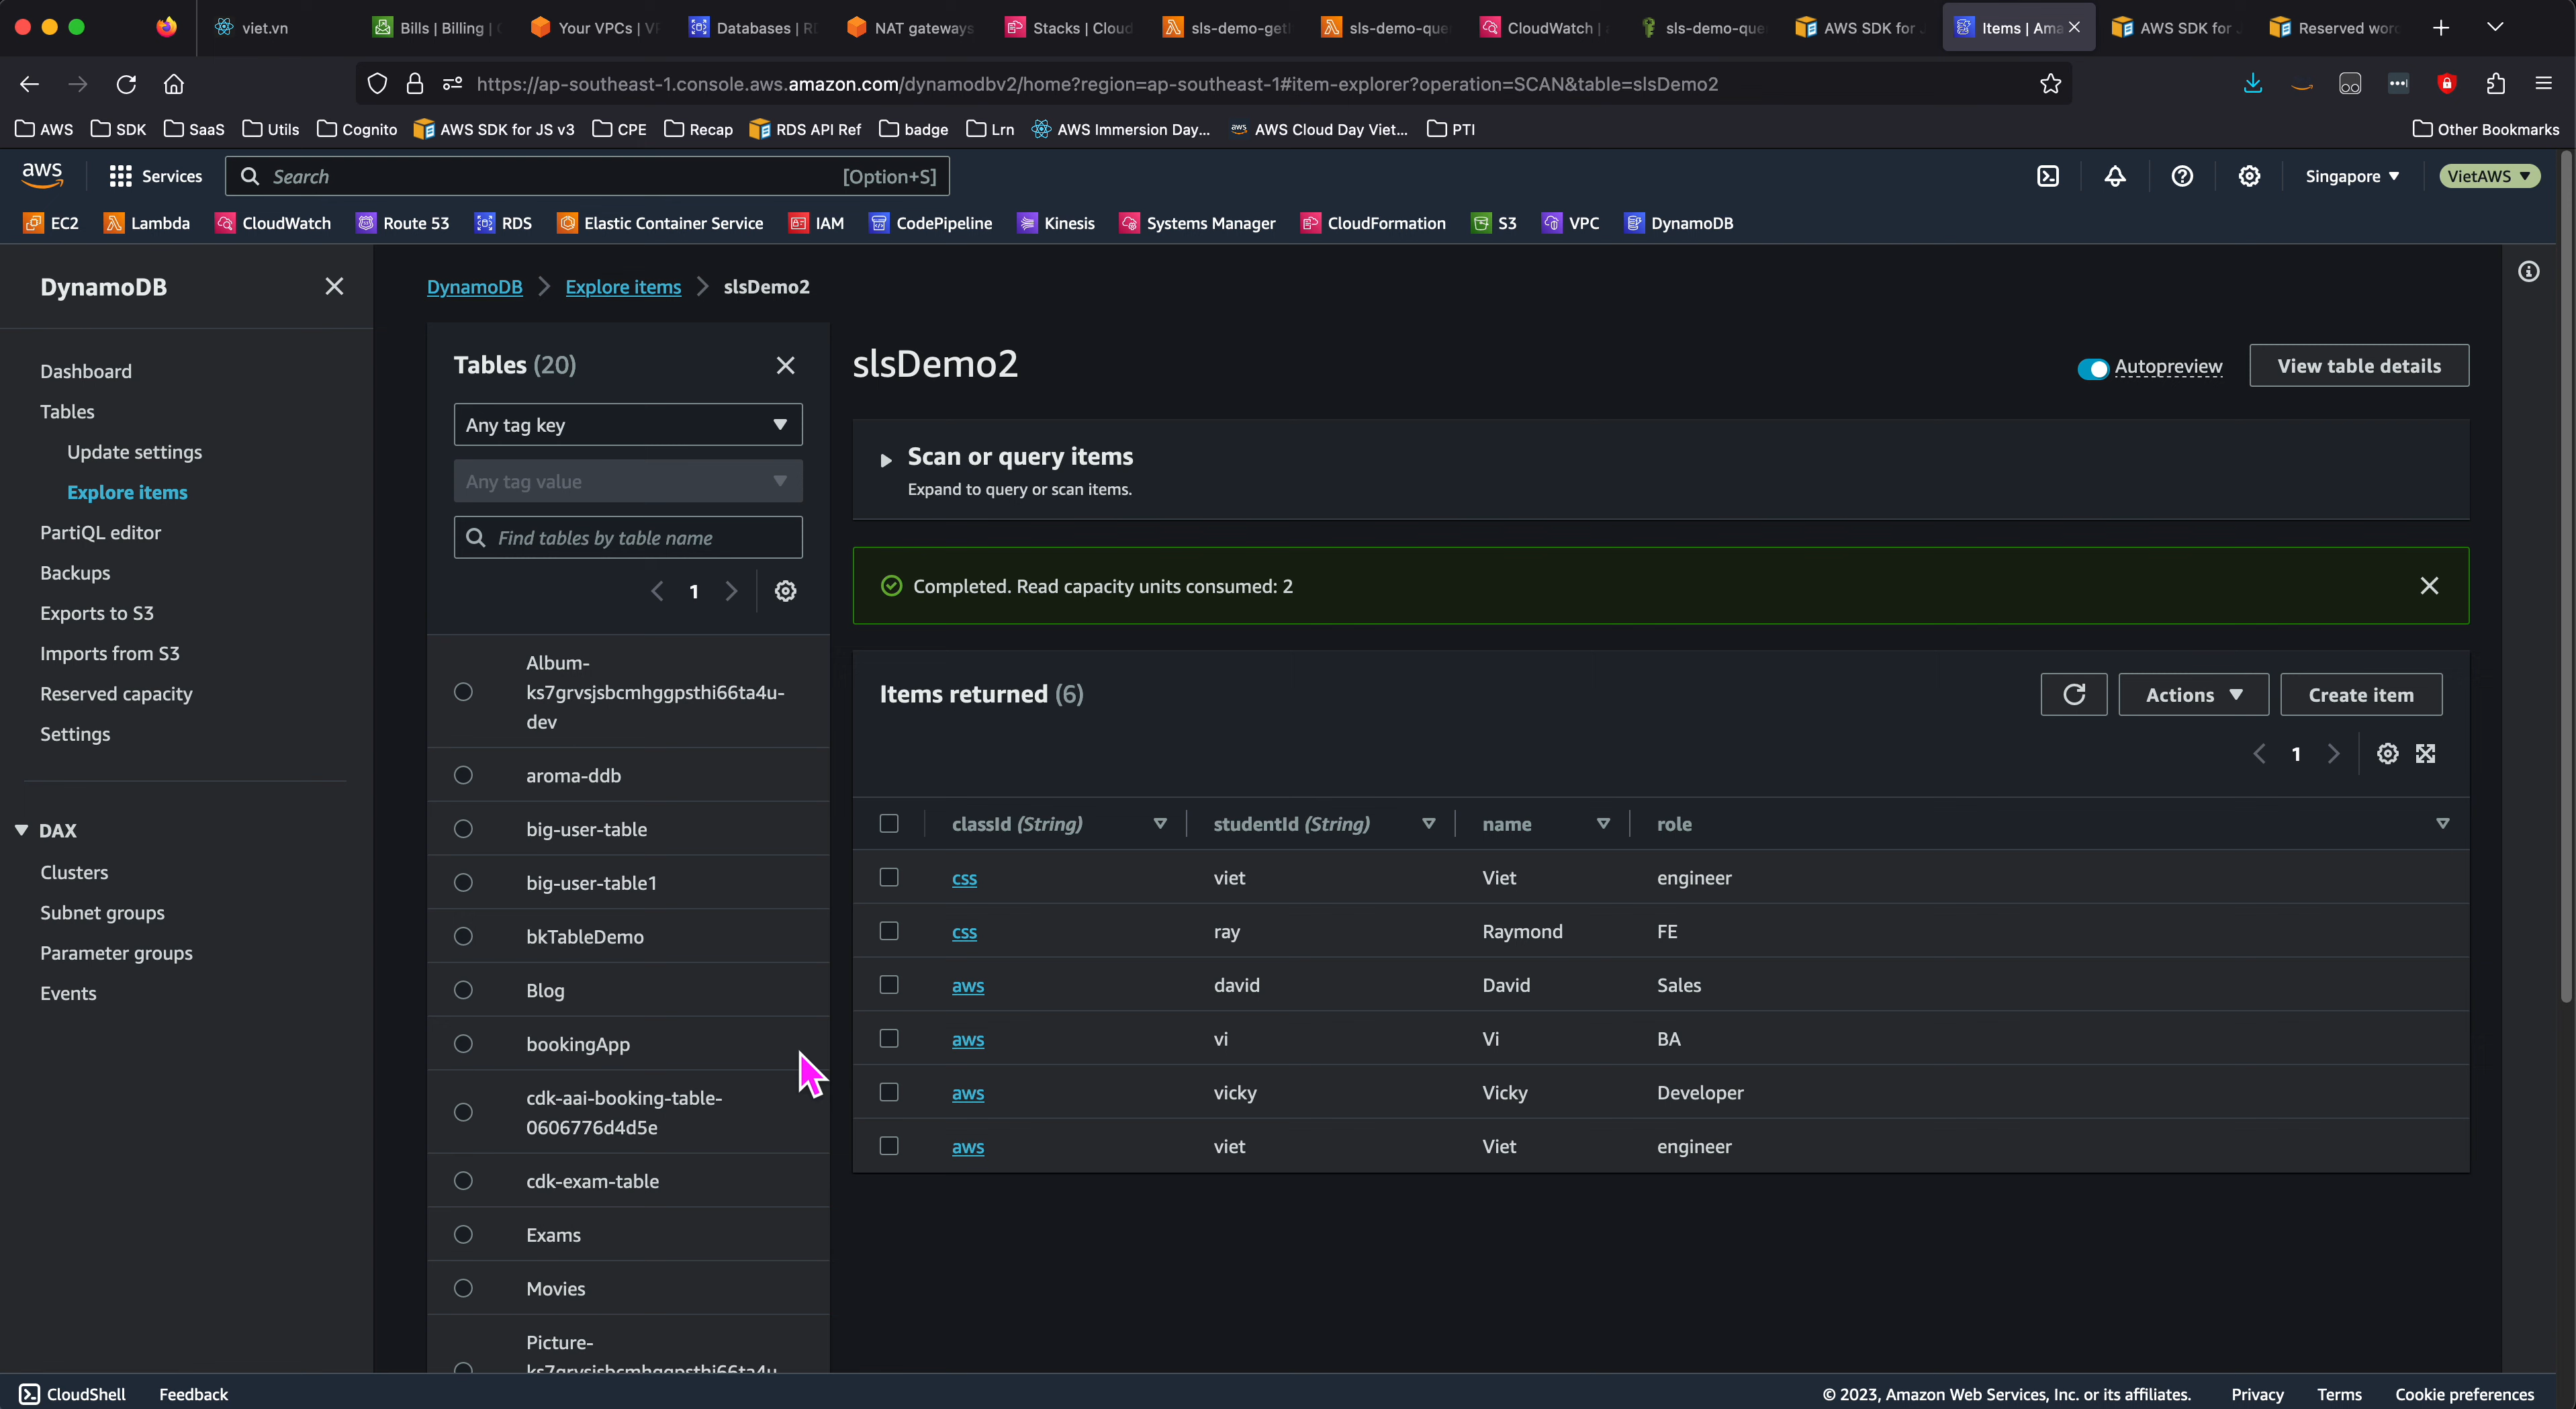 viet.vn
Bills | Billing |
Your VPCs | V
Databases | R
NAT gateways
Stacks | Cloud
sls-demo-get
sls-demo-que
CloudWatch |
sls-demo-que
AWS SDK for
Items | Ama
AWS SDK for
Reserved wor
https://ap-southeast-1.console.aws.amazon.com/dynamodbv2/home?region=ap-southeast-1#item-explorer?operation=SCAN&table=slsDemo2
AWS
SDK
SaaS
Utils
Cognito
AWS SDK for JS v3
CPE
Recap
RDS API Ref
badge
Lrn
AWS Immersion Day...
AWS Cloud Day Viet...
PTI
Other Bookmarks
aws
Services
Search
[Option+S]
Singapore
VietAWS
EC2
Lambda
CloudWatch
Route 53
RDS
Elastic Container Service
IAM
CodePipeline
Kinesis
Systems Manager
CloudFormation
S3
VPC
DynamoDB
DynamoDB
Dashboard
Tables
Update settings
Explore items
PartiQL editor
Backups
Exports to S3
Imports from S3
Reserved capacity
Settings
DAX
Clusters
Subnet groups
Parameter groups
Events
DynamoDB
Explore items
slsDemo2
Tables (20)
Any tag key
Any tag value
Find tables by table name
1
Album-
ks7grvsjsbcmhggpsthi66ta4u-
dev
aroma-ddb
big-user-table
big-user-table1
bkTableDemo
Blog
bookingApp
cdk-aai-booking-table-
0606776d4d5e
cdk-exam-table
Exams
Movies
Picture-
ks7grvsjsbcmhggpsthi66ta4u
slsDemo2
Autopreview
View table details
Scan or query items
Expand to query or scan items.
Completed. Read capacity units consumed: 2
Items returned (6)
Actions
Create item
1
classId (String) studentId (String) name role
css viet Viet engineer
css ray Raymond FE
aws david David Sales
aws vi Vi BA
aws vicky Vicky Developer
aws viet Viet engineer
CloudShell
Feedback
© 2023, Amazon Web Services, Inc. or its affiliates.
Privacy
Terms
Cookie preferences